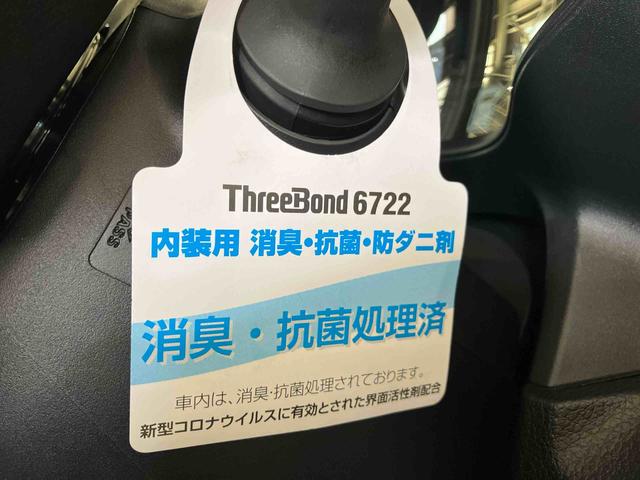 ThreeBond 6722
内装用 消臭・抗菌・防ダニ剤
消臭・抗菌処理済
車内は、消臭・抗菌処理されております。
新型コロナウイルスに有効とされた界面活性剤配合
PASS